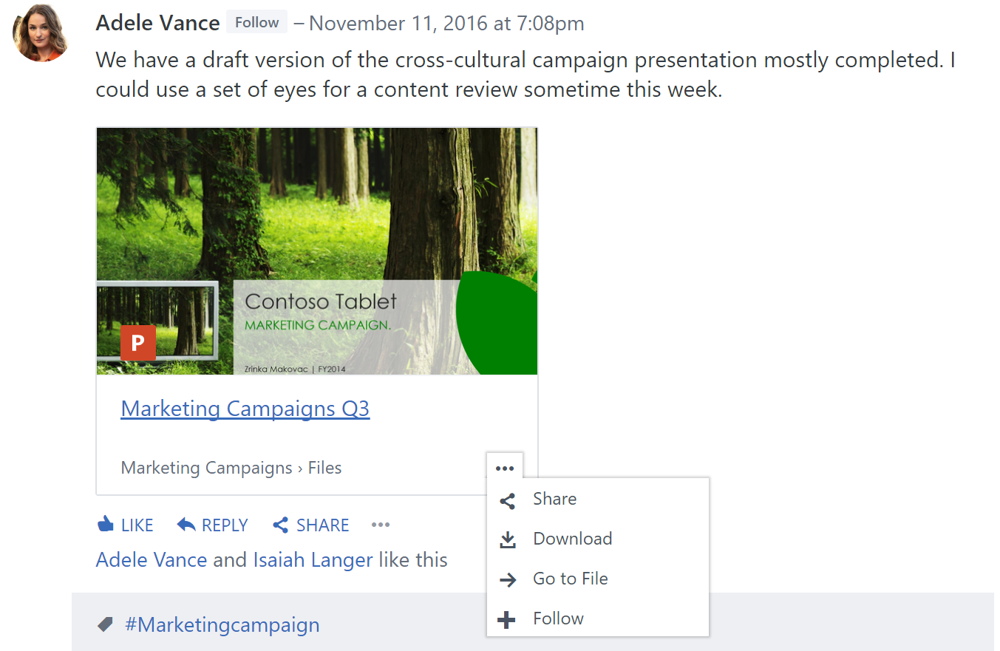 Adele Vance Follow – November 11, 2016 at 7:08pm
We have a draft version of the cross-cultural campaign presentation mostly completed. I
could use a set of eyes for a content review sometime this week.
Contoso Tablet
MARKETING CAMPAIGN.
P
Zrinka Makovac | FY2014
Marketing Campaigns Q3
Marketing Campaigns › Files
•••
Share
Download
Go to File
Follow
LIKE REPLY SHARE •••
Adele Vance and Isaiah Langer like this
#Marketingcampaign